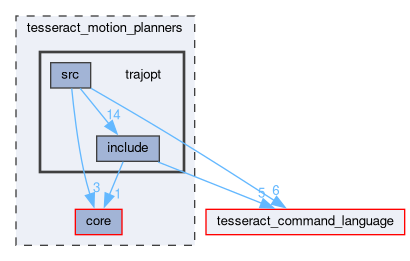 tesseract_motion_planners
src
trajopt
14
include
3
1
5
6
core
tesseract_command_language